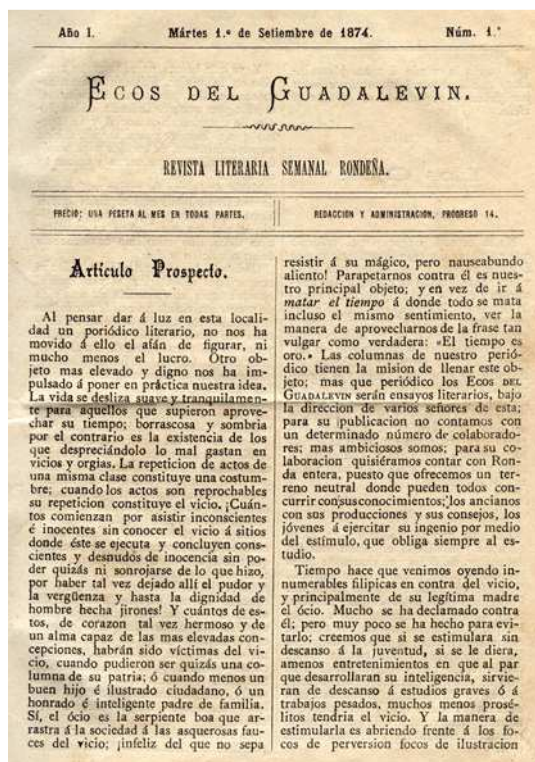 Año I.
Mártes 1.º de Setiembre de 1874.
Núm. 1.º
ECOS DEL GUADALEVIN.
REVISTA LITERARIA SEMANAL RONDEÑA.
PRECIO: UNA PESETA AL MES EN TODAS PARTES.
REDACCION Y ADMINISTRACION, PROGRESO 14.
Artículo Prospecto.
Al pensar dar á luz en esta locali-
dad un poriódico literario, no nos ha
movido á ello el afán de figurar, ni
mucho menos el lucro. Otro ob-
jeto mas elevado y digno nos ha im-
pulsado á poner en práctica nuestra idea.
La vida se desliza suave y tranquilamen-
te para aquellos que supieron aprove-
char su tiempo; borrascosa y sombria
por el contrario es la existencia de los
que despreciándolo lo mal gastan en
vicios y orgias. La repeticion de actos de
una misma clase constituye una costum-
bre; cuando los actos son reprochables
su repeticion constituye el vicio. ¡Cuán-
tos comienzan por asistir inconscientes
é inocentes sin conocer el vicio á sitios
donde éste se ejecuta y concluyen cons-
cientes y desnudos de inocencia sin po-
der quizás ni sonrojarse de lo que hizo,
por haber tal vez dejado allí el pudor y
la vergüenza y hasta la dignidad de
hombre hecha jirones! Y cuántos de es-
tos, de corazon tal vez hermoso y de
un alma capaz de las mas elevadas con-
cepciones, habrán sido víctimas del vi-
cio, cuando pudieron ser quizás una co-
lumna de su patria; ó cuando menos un
buen hijo é ilustrado ciudadano, ó un
honrado é inteligente padre de familia.
Sí, el ócio es la serpiente boa que ar-
rastra á la sociedad á las asquerosas fau-
ces del vicio; ¡infeliz del que no sepa
resistir á su mágico, pero nauseabundo
aliento! Parapetarnos contra él es nues-
tro principal objeto; y en vez de ir á
matar el tiempo á donde todo se mata
incluso el mismo sentimiento, ver la
manera de aprovecharnos de la frase tan
vulgar como verdadera: «El tiempo es
oro.» Las columnas de nuestro perió-
dico tienen la mision de llenar este ob-
jeto; mas que periódico los ECOS DEL
GUADALEVIN serán ensayos literarios, bajo
la direccion de varios señores de esta;
para su publicacion no contamos con
un determinado número de colaborado-
res; mas ambiciosos somos; para su co-
laboracion quisiéramos contar con Ron-
da entera, puesto que ofrecemos un ter-
reno neutral donde pueden todos con-
currir con sus conocimientos; los ancianos
con sus producciones y sus consejos, los
jóvenes á ejercitar su ingenio por medio
del estímulo, que obliga siempre al es-
tudio.
Tiempo hace que venimos oyendo in-
numerables filipicas en contra del vicio,
y principalmente de su legítima madre
el ócio. Mucho se ha declamado contra
él; pero muy poco se ha hecho para evi-
tarlo; creemos que si se estimulara sin
descanso á la juventud, si se le diera,
amenos entretenimientos en que al par
que desarrollaran su inteligencia, sirvie-
ran de descanso á estudios graves ó á
trabajos pesados, muchos menos prosé-
litos tendria el vicio. Y la manera de
estimularla es abriendo frente á los fo-
cos de perversion focos de ilustracion